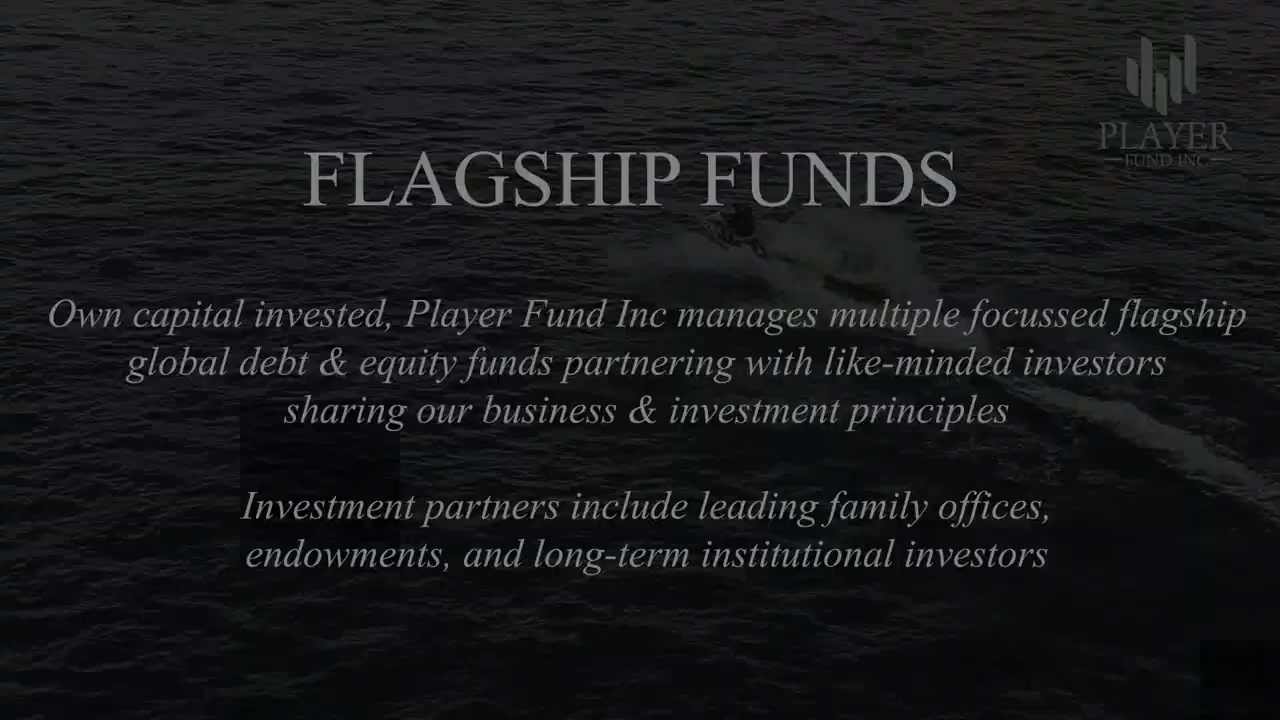 PLAYER
FUND INC
FLAGSHIP FUNDS
Own capital invested, Player Fund Inc manages multiple focussed flagship
global debt & equity funds partnering with like-minded investors
sharing our business & investment principles
Investment partners include leading family offices,
endowments, and long-term institutional investors